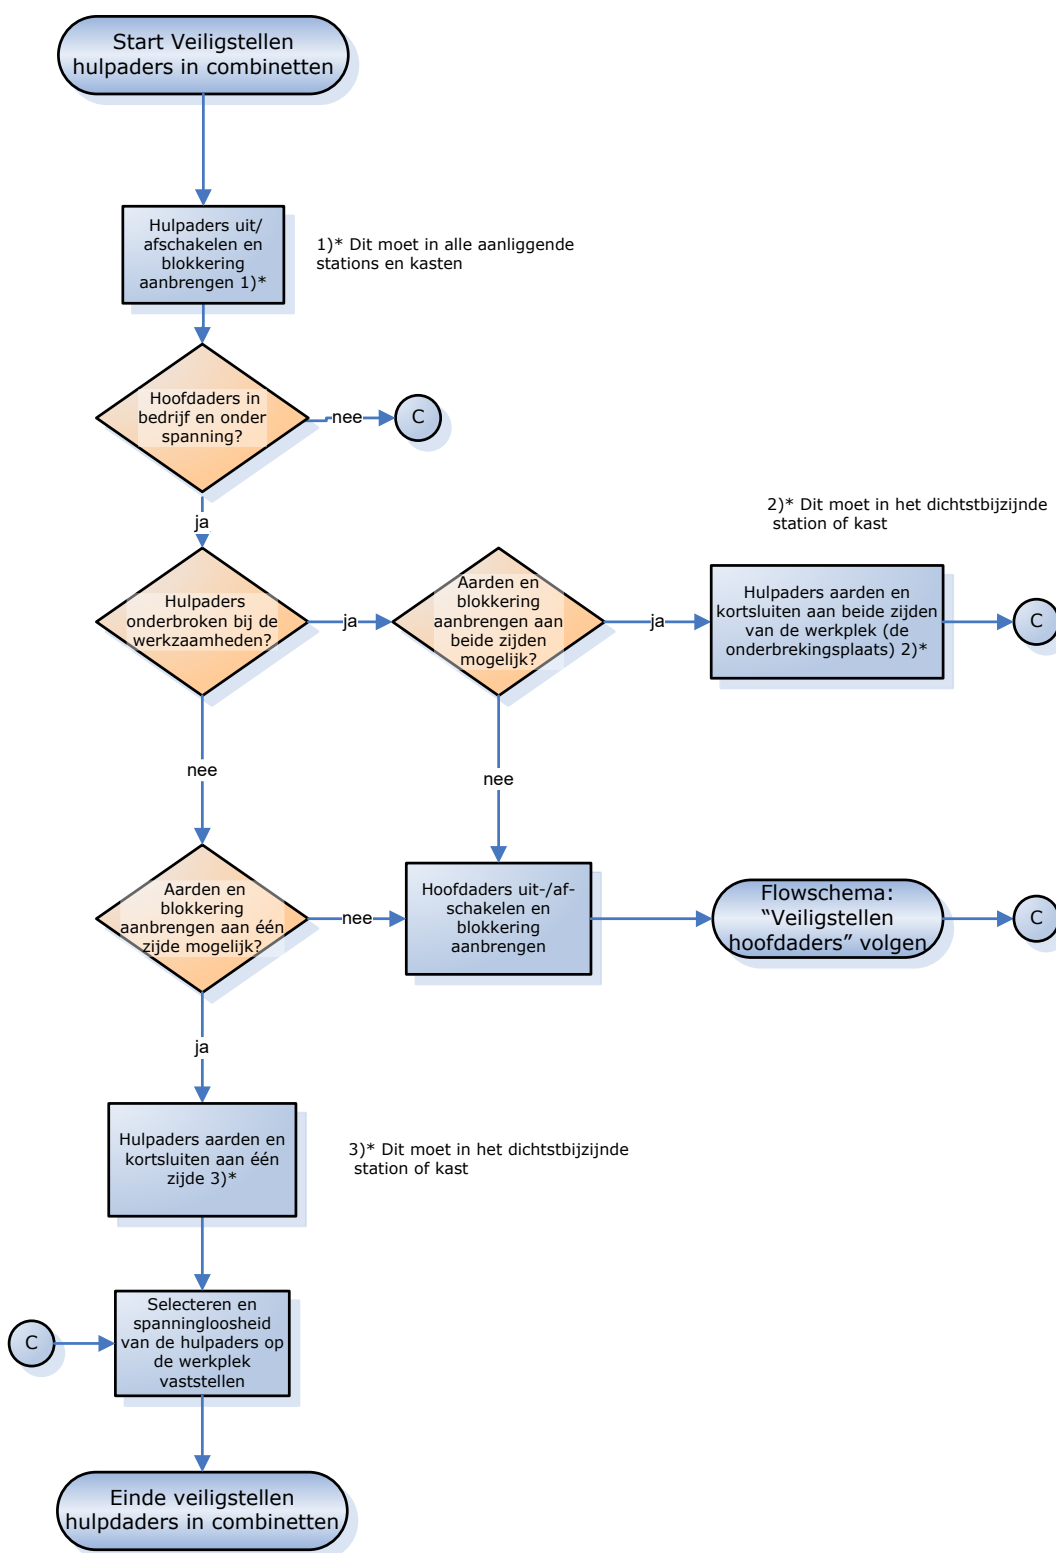 Start Veiligstellen
hulpaders in combinetten
Hulpaders uit/
afschakelen en
blokkering
aanbrengen 1)*
1)* Dit moet in alle aanliggende
stations en kasten
Hoofdaders in
bedrijf en onder
spanning?
nee
C
ja
2)* Dit moet in het dichtstbijzijnde
station of kast
Hulpaders
onderbroken bij de
werkzaamheden?
ja
Aarden en
blokkering
aanbrengen aan
beide zijden
mogelijk?
ja
Hulpaders aarden en
kortsluiten aan beide zijden
van de werkplek (de
onderbrekingsplaats) 2)*
C
nee
nee
Aarden en
blokkering
aanbrengen aan één
zijde mogelijk?
nee
Hoofdaders uit-/af-
schakelen en
blokkering
aanbrengen
Flowschema:
“Veiligstellen
hoofdaders” volgen
C
ja
Hulpaders aarden en
kortsluiten aan één
zijde 3)*
3)* Dit moet in het dichtstbijzijnde
station of kast
C
Selecteren en
spanningloosheid
van de hulpaders op
de werkplek
vaststellen
Einde veiligstellen
hulpdaders in combinetten